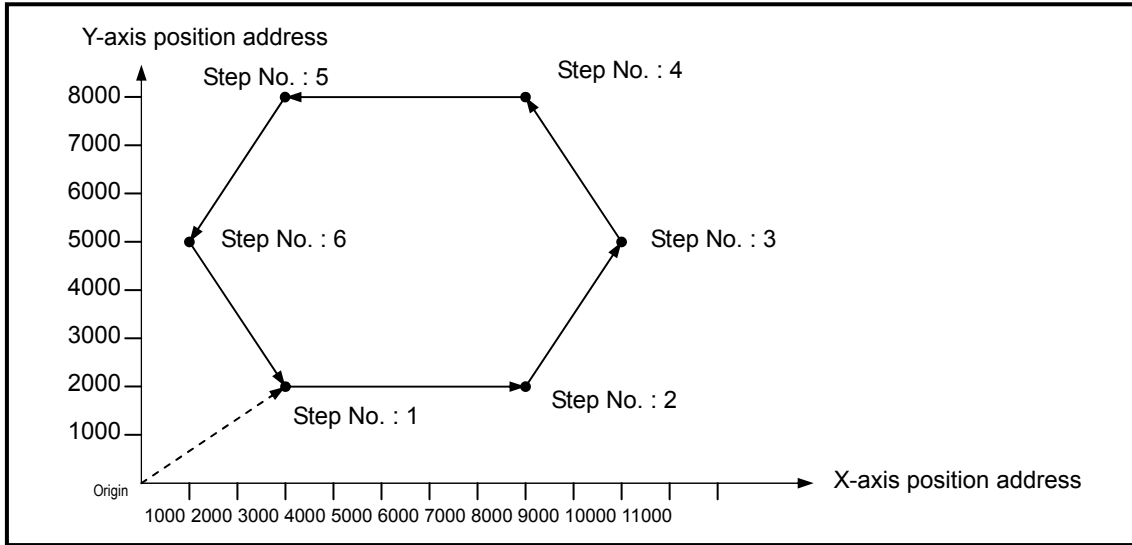 Y-axis position address
Step No. : 5
Step No. : 4
8000
7000
6000
5000
Step No. : 6
Step No. : 3
4000
3000
2000
Step No. : 1
Step No. : 2
1000
Origin
X-axis position address
1000 2000 3000 4000 5000 6000 7000 8000 9000 10000 11000